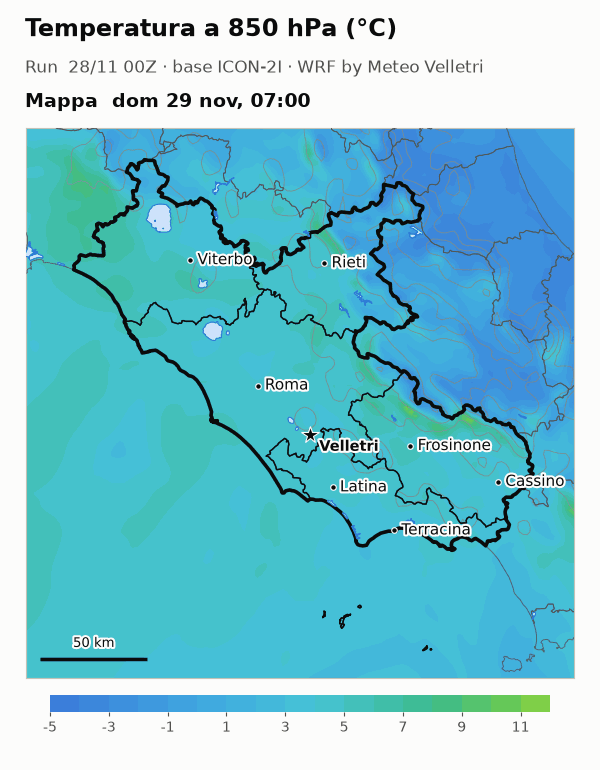 Temperatura a 850 hPa (°C)
Run 28/11 00Z · base ICON-2I · WRF by Meteo Velletri
Mappa dom 29 nov, 07:00
Viterbo
Rieti
Roma
Velletri
Frosinone
Cassino
Latina
Terracina
50 km
-5 -3 -1 1 3 5 7 9 11